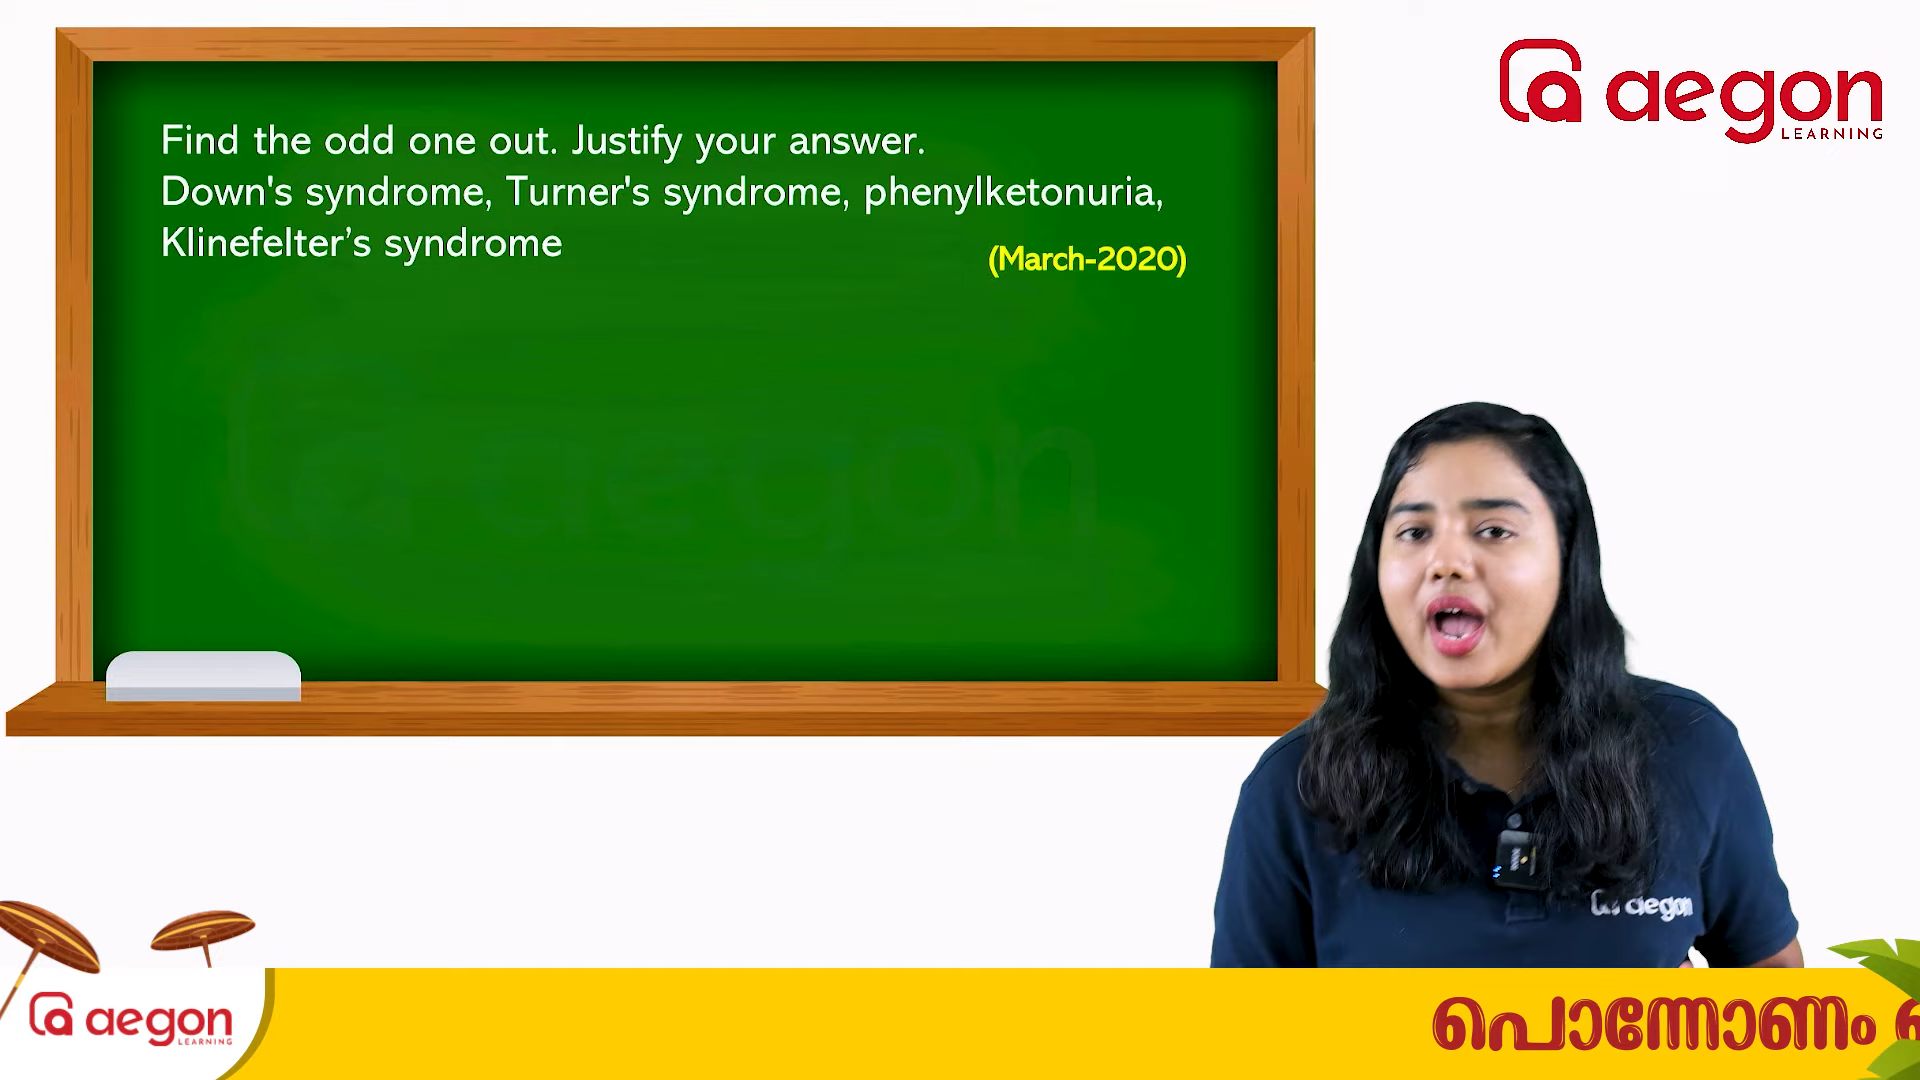 Find the odd one out. Justify your answer.
Down's syndrome, Turner's syndrome, phenylketonuria,
Klinefelter’s syndrome
(March-2020)
aegon
LEARNING
aegon
aegon
aegon
LEARNING
പൊന്നോണം